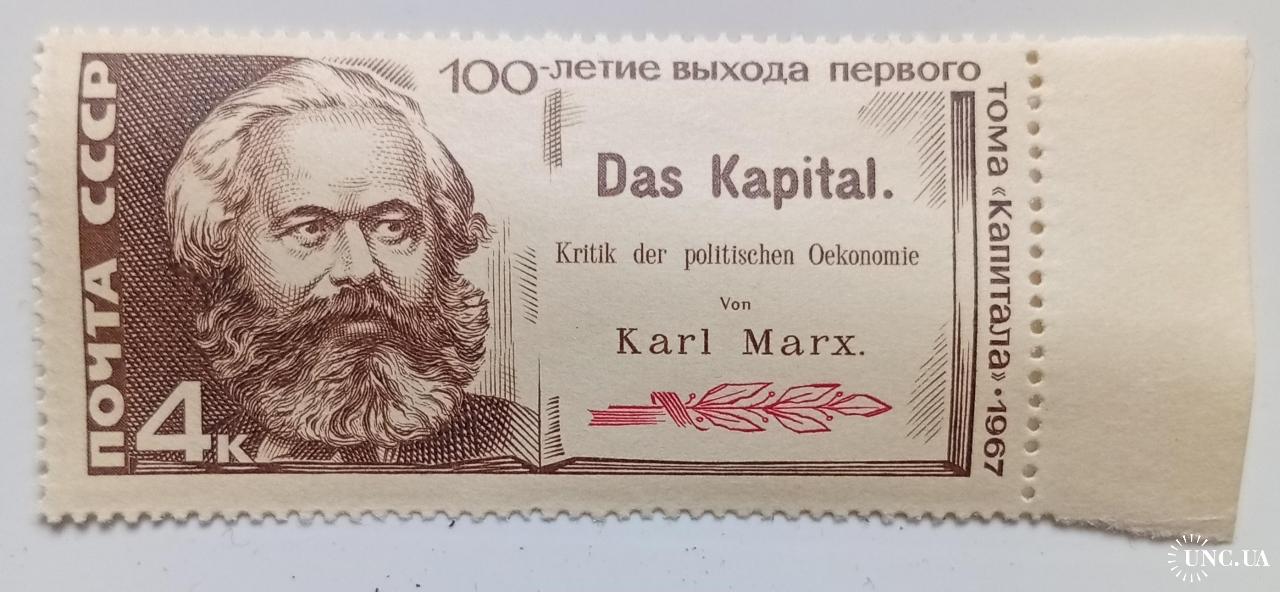 ПОЧТА СССР
4к
100-летие выхода первого
тома «Капитала»·1967
Das Kapital.
Kritik der politischen Oekonomie
Von
Karl Marx.
UNC.UA